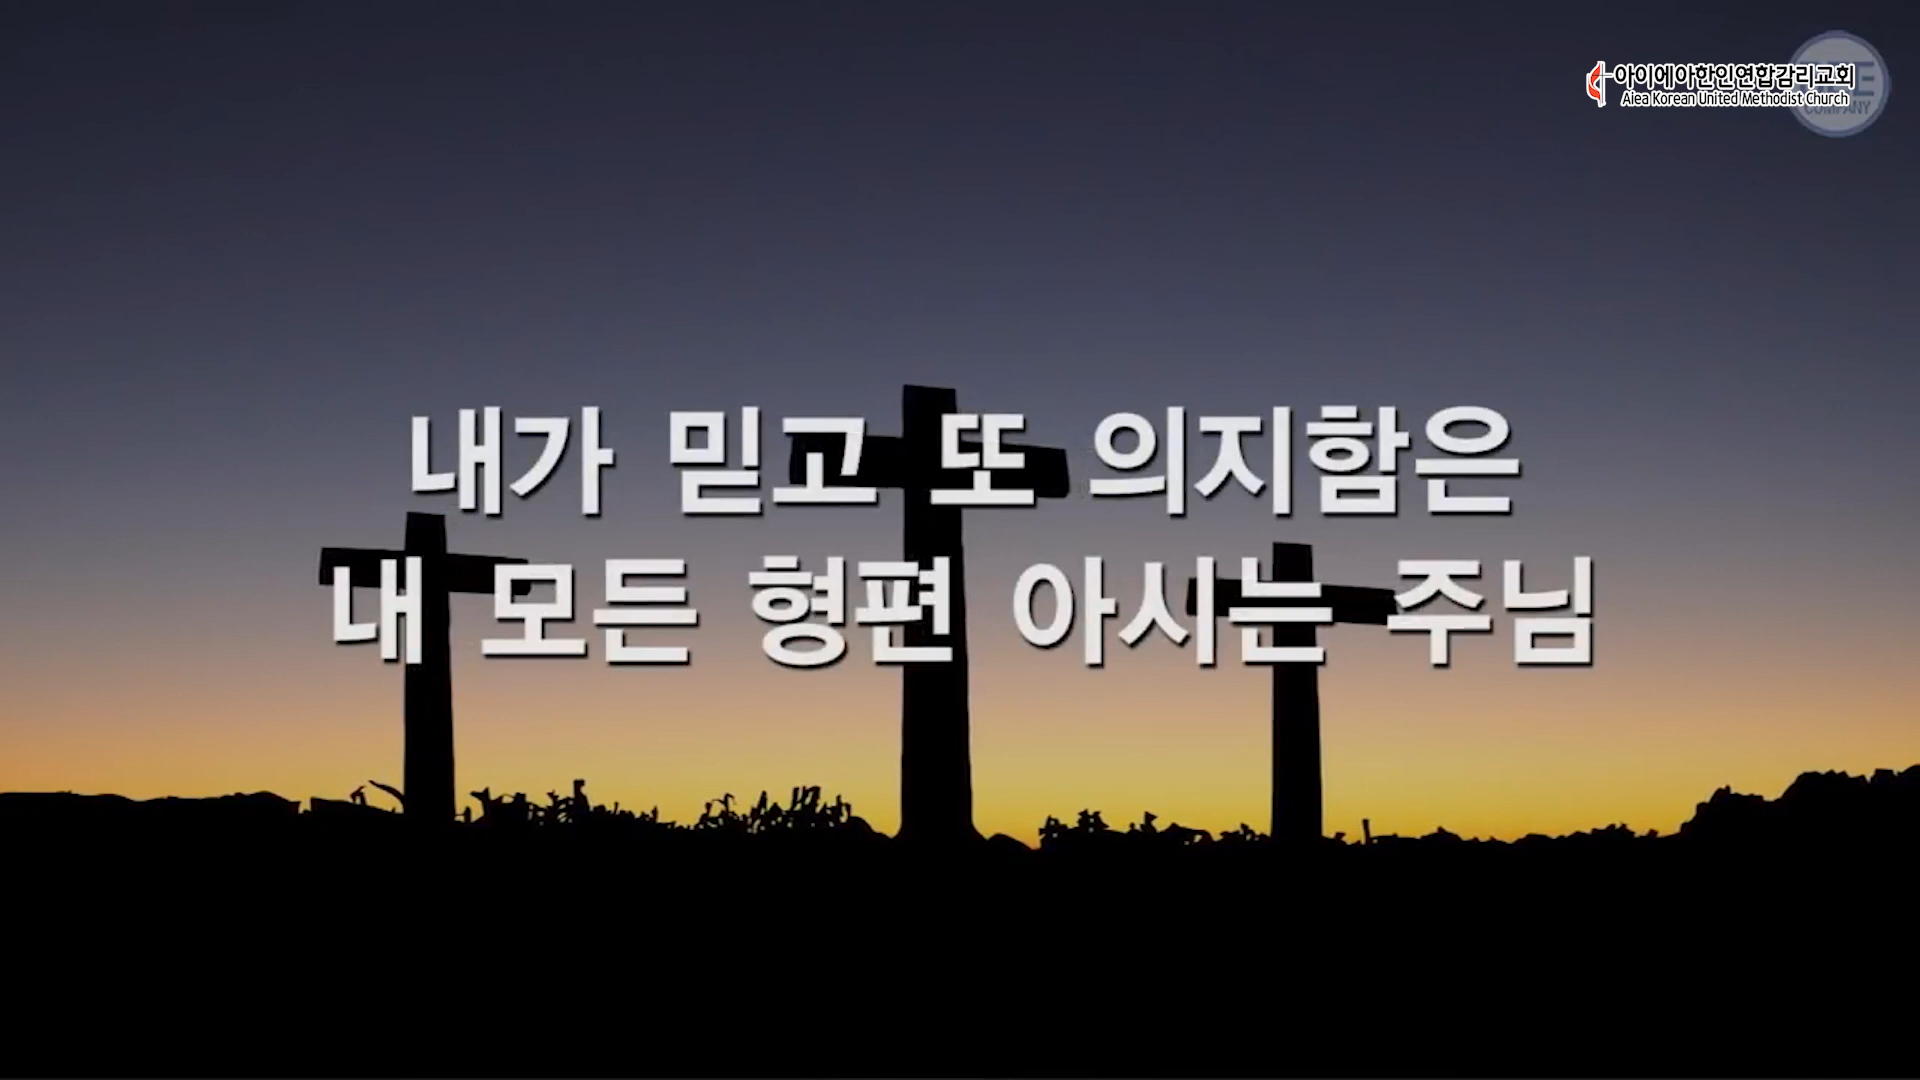 아이에아한인연합감리교회
Aiea Korean United Methodist Church
COMPANY
내가 믿고 또 의지함은
내 모든 형편 아시는 주님